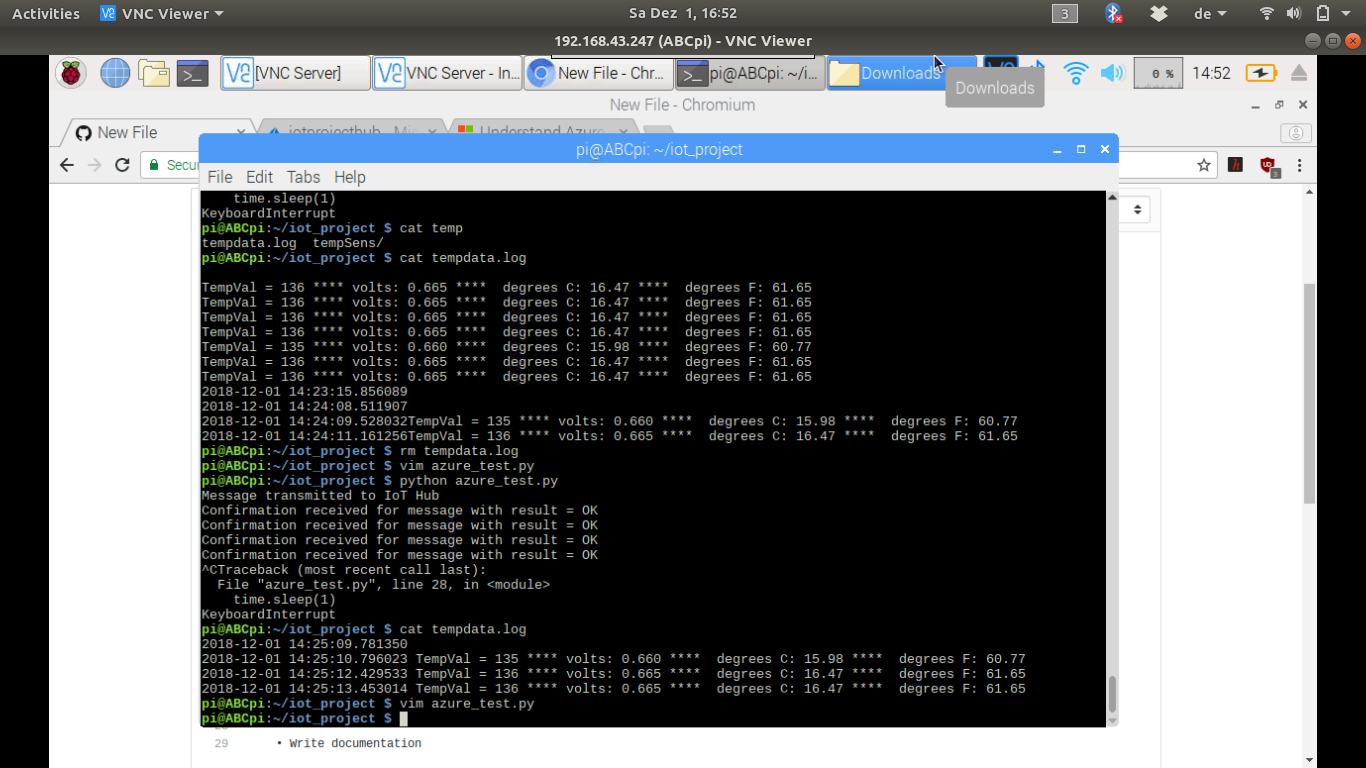 Activities VNC Viewer Sa Dez 1, 16:52 3 de
192.168.43.247 (ABCpi) - VNC Viewer
[VNC Server] VNC Server - In... New File - Chr... pi@ABCpi: ~/i... Downloads 0 % 14:52
Downloads
New File - Chromium
New File iotprojecthub - Mic Understand Azure
pi@ABCpi: ~/iot_project
Secu
File Edit Tabs Help
time.sleep(1)
KeyboardInterrupt
pi@ABCpi:~/iot_project $ cat temp
tempdata.log tempSens/
pi@ABCpi:~/iot_project $ cat tempdata.log
TempVal = 136 **** volts: 0.665 **** degrees C: 16.47 **** degrees F: 61.65
TempVal = 136 **** volts: 0.665 **** degrees C: 16.47 **** degrees F: 61.65
TempVal = 136 **** volts: 0.665 **** degrees C: 16.47 **** degrees F: 61.65
TempVal = 136 **** volts: 0.665 **** degrees C: 16.47 **** degrees F: 61.65
TempVal = 135 **** volts: 0.660 **** degrees C: 15.98 **** degrees F: 60.77
TempVal = 136 **** volts: 0.665 **** degrees C: 16.47 **** degrees F: 61.65
TempVal = 136 **** volts: 0.665 **** degrees C: 16.47 **** degrees F: 61.65
2018-12-01 14:23:15.856089
2018-12-01 14:24:08.511907
2018-12-01 14:24:09.528032TempVal = 135 **** volts: 0.660 **** degrees C: 15.98 **** degrees F: 60.77
2018-12-01 14:24:11.161256TempVal = 136 **** volts: 0.665 **** degrees C: 16.47 **** degrees F: 61.65
pi@ABCpi:~/iot_project $ rm tempdata.log
pi@ABCpi:~/iot_project $ vim azure_test.py
pi@ABCpi:~/iot_project $ python azure_test.py
Message transmitted to IoT Hub
Confirmation received for message with result = OK
Confirmation received for message with result = OK
Confirmation received for message with result = OK
Confirmation received for message with result = OK
^CTraceback (most recent call last):
File "azure_test.py", line 28, in <module>
time.sleep(1)
KeyboardInterrupt
pi@ABCpi:~/iot_project $ cat tempdata.log
2018-12-01 14:25:09.781350
2018-12-01 14:25:10.796023 TempVal = 135 **** volts: 0.660 **** degrees C: 15.98 **** degrees F: 60.77
2018-12-01 14:25:12.429533 TempVal = 136 **** volts: 0.665 **** degrees C: 16.47 **** degrees F: 61.65
2018-12-01 14:25:13.453014 TempVal = 136 **** volts: 0.665 **** degrees C: 16.47 **** degrees F: 61.65
pi@ABCpi:~/iot_project $ vim azure_test.py
pi@ABCpi:~/iot_project $
29 • Write documentation